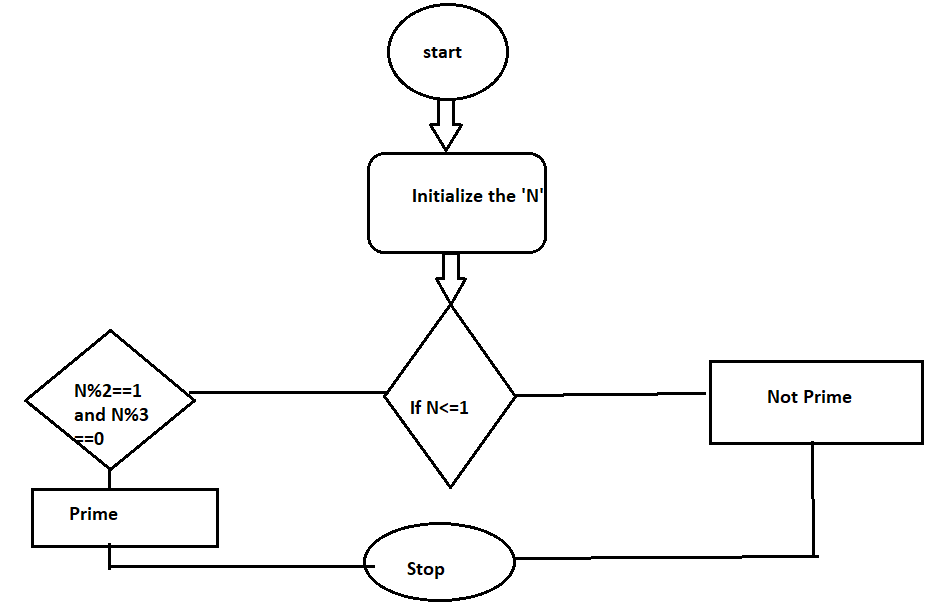 start
Initialize the 'N'
If N<=1
N%2==1
and N%3
==0
Not Prime
Prime
Stop